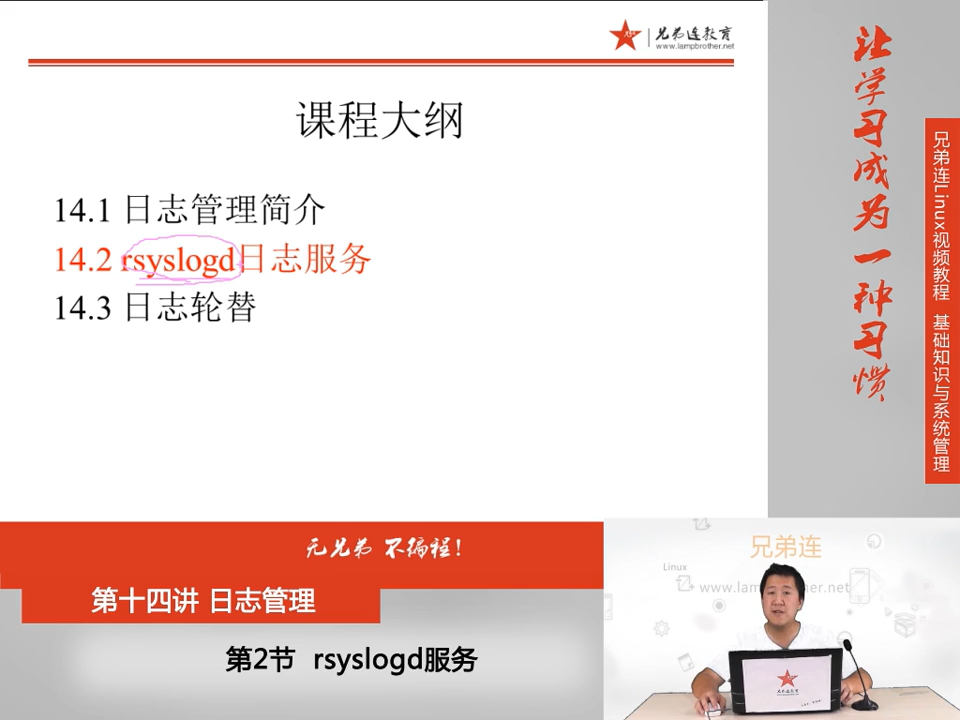 兄弟连教育
www.lampbrother.net
课程大纲
14.1 日志管理简介
14.2 rsyslogd日志服务
14.3 日志轮替
让学习成为一种习惯
兄弟连Linux视频教程 基础知识与系统管理
无兄弟 不编程!
第十四讲 日志管理
第2节 rsyslogd服务
兄弟连
Linux
兄弟连教育